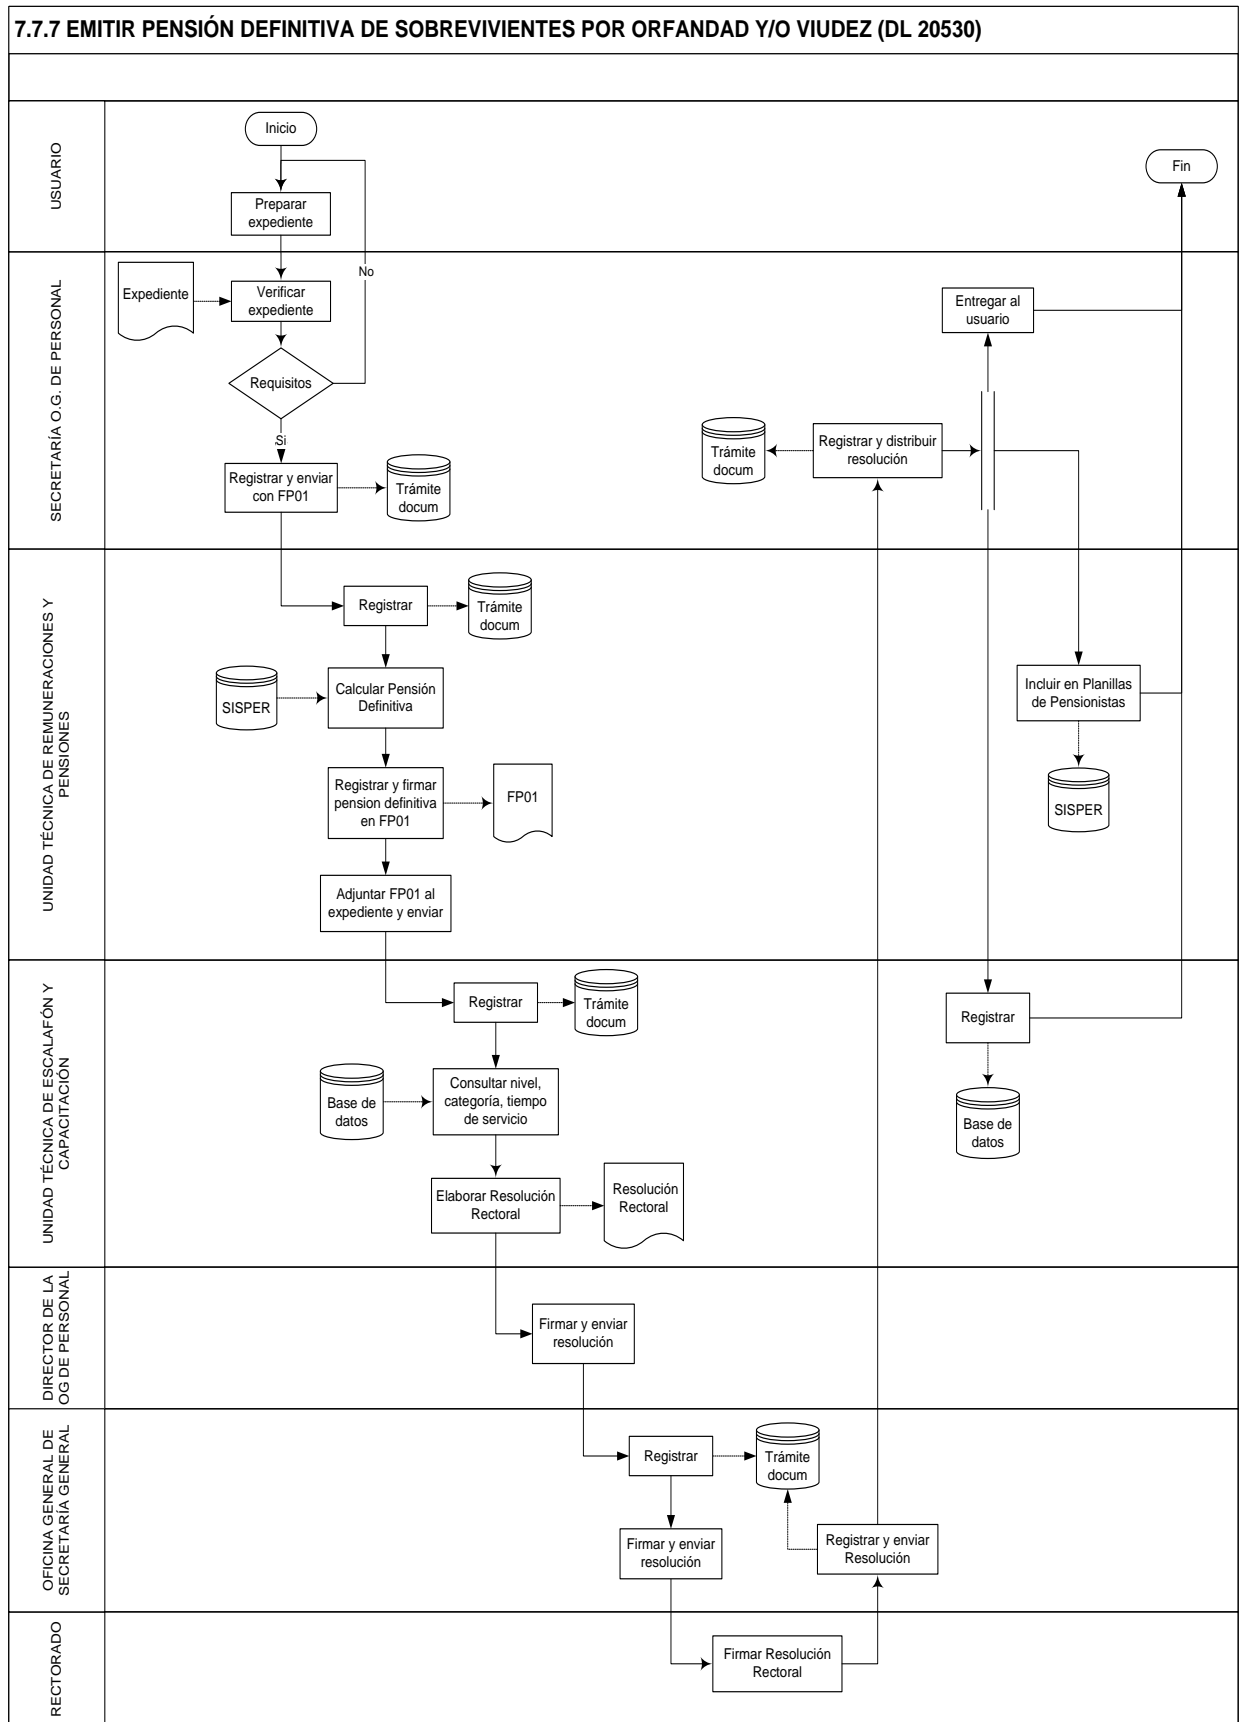 7.7.7 EMITIR PENSIÓN DEFINITIVA DE SOBREVIVIENTES POR ORFANDAD Y/O VIUDEZ (DL 20530)
USUARIO
Inicio
Preparar
expediente
Fin
SECRETARÍA O.G. DE PERSONAL
No
Expediente
Verificar
expediente
Requisitos
Si
Registrar y enviar
con FP01
Trámite
docum
Entregar al
usuario
Trámite
docum
Registrar y distribuir
resolución
UNIDAD TÉCNICA DE REMUNERACIONES Y
PENSIONES
Registrar
Trámite
docum
SISPER
Calcular Pensión
Definitiva
Registrar y firmar
pension definitiva
en FP01
FP01
Adjuntar FP01 al
expediente y enviar
Incluir en Planillas
de Pensionistas
SISPER
UNIDAD TÉCNICA DE ESCALAFÓN Y
CAPACITACIÓN
Registrar
Trámite
docum
Base de
datos
Consultar nivel,
categoría, tiempo
de servicio
Elaborar Resolución
Rectoral
Resolución
Rectoral
Registrar
Base de
datos
DIRECTOR DE LA
OG DE PERSONAL
Firmar y enviar
resolución
OFICINA GENERAL DE
SECRETARÍA GENERAL
Registrar
Trámite
docum
Firmar y enviar
resolución
Registrar y enviar
Resolución
RECTORADO
Firmar Resolución
Rectoral